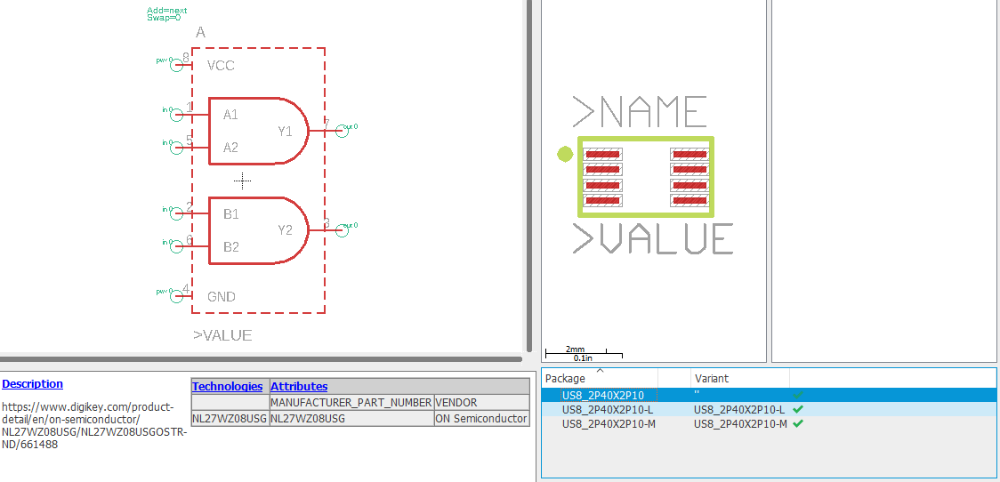 Add=next
Swap=0
A
pwr 0
8
VCC
in 0
1
A1
Y1
7
out 0
in 0
5
A2
in 0
2
B1
Y2
3
out 0
in 0
6
B2
pwr 0
4
GND
>VALUE
>NAME
>VALUE
2mm
0.1in
Description
https://www.digikey.com/product-
detail/en/on-semiconductor/
NL27WZ08USG/NL27WZ08USGOSTR-
ND/661488
Technologies Attributes
MANUFACTURER_PART_NUMBER VENDOR
NL27WZ08USG NL27WZ08USG ON Semiconductor
Package Variant
US8_2P40X2P10 ''
US8_2P40X2P10-L US8_2P40X2P10-L
US8_2P40X2P10-M US8_2P40X2P10-M